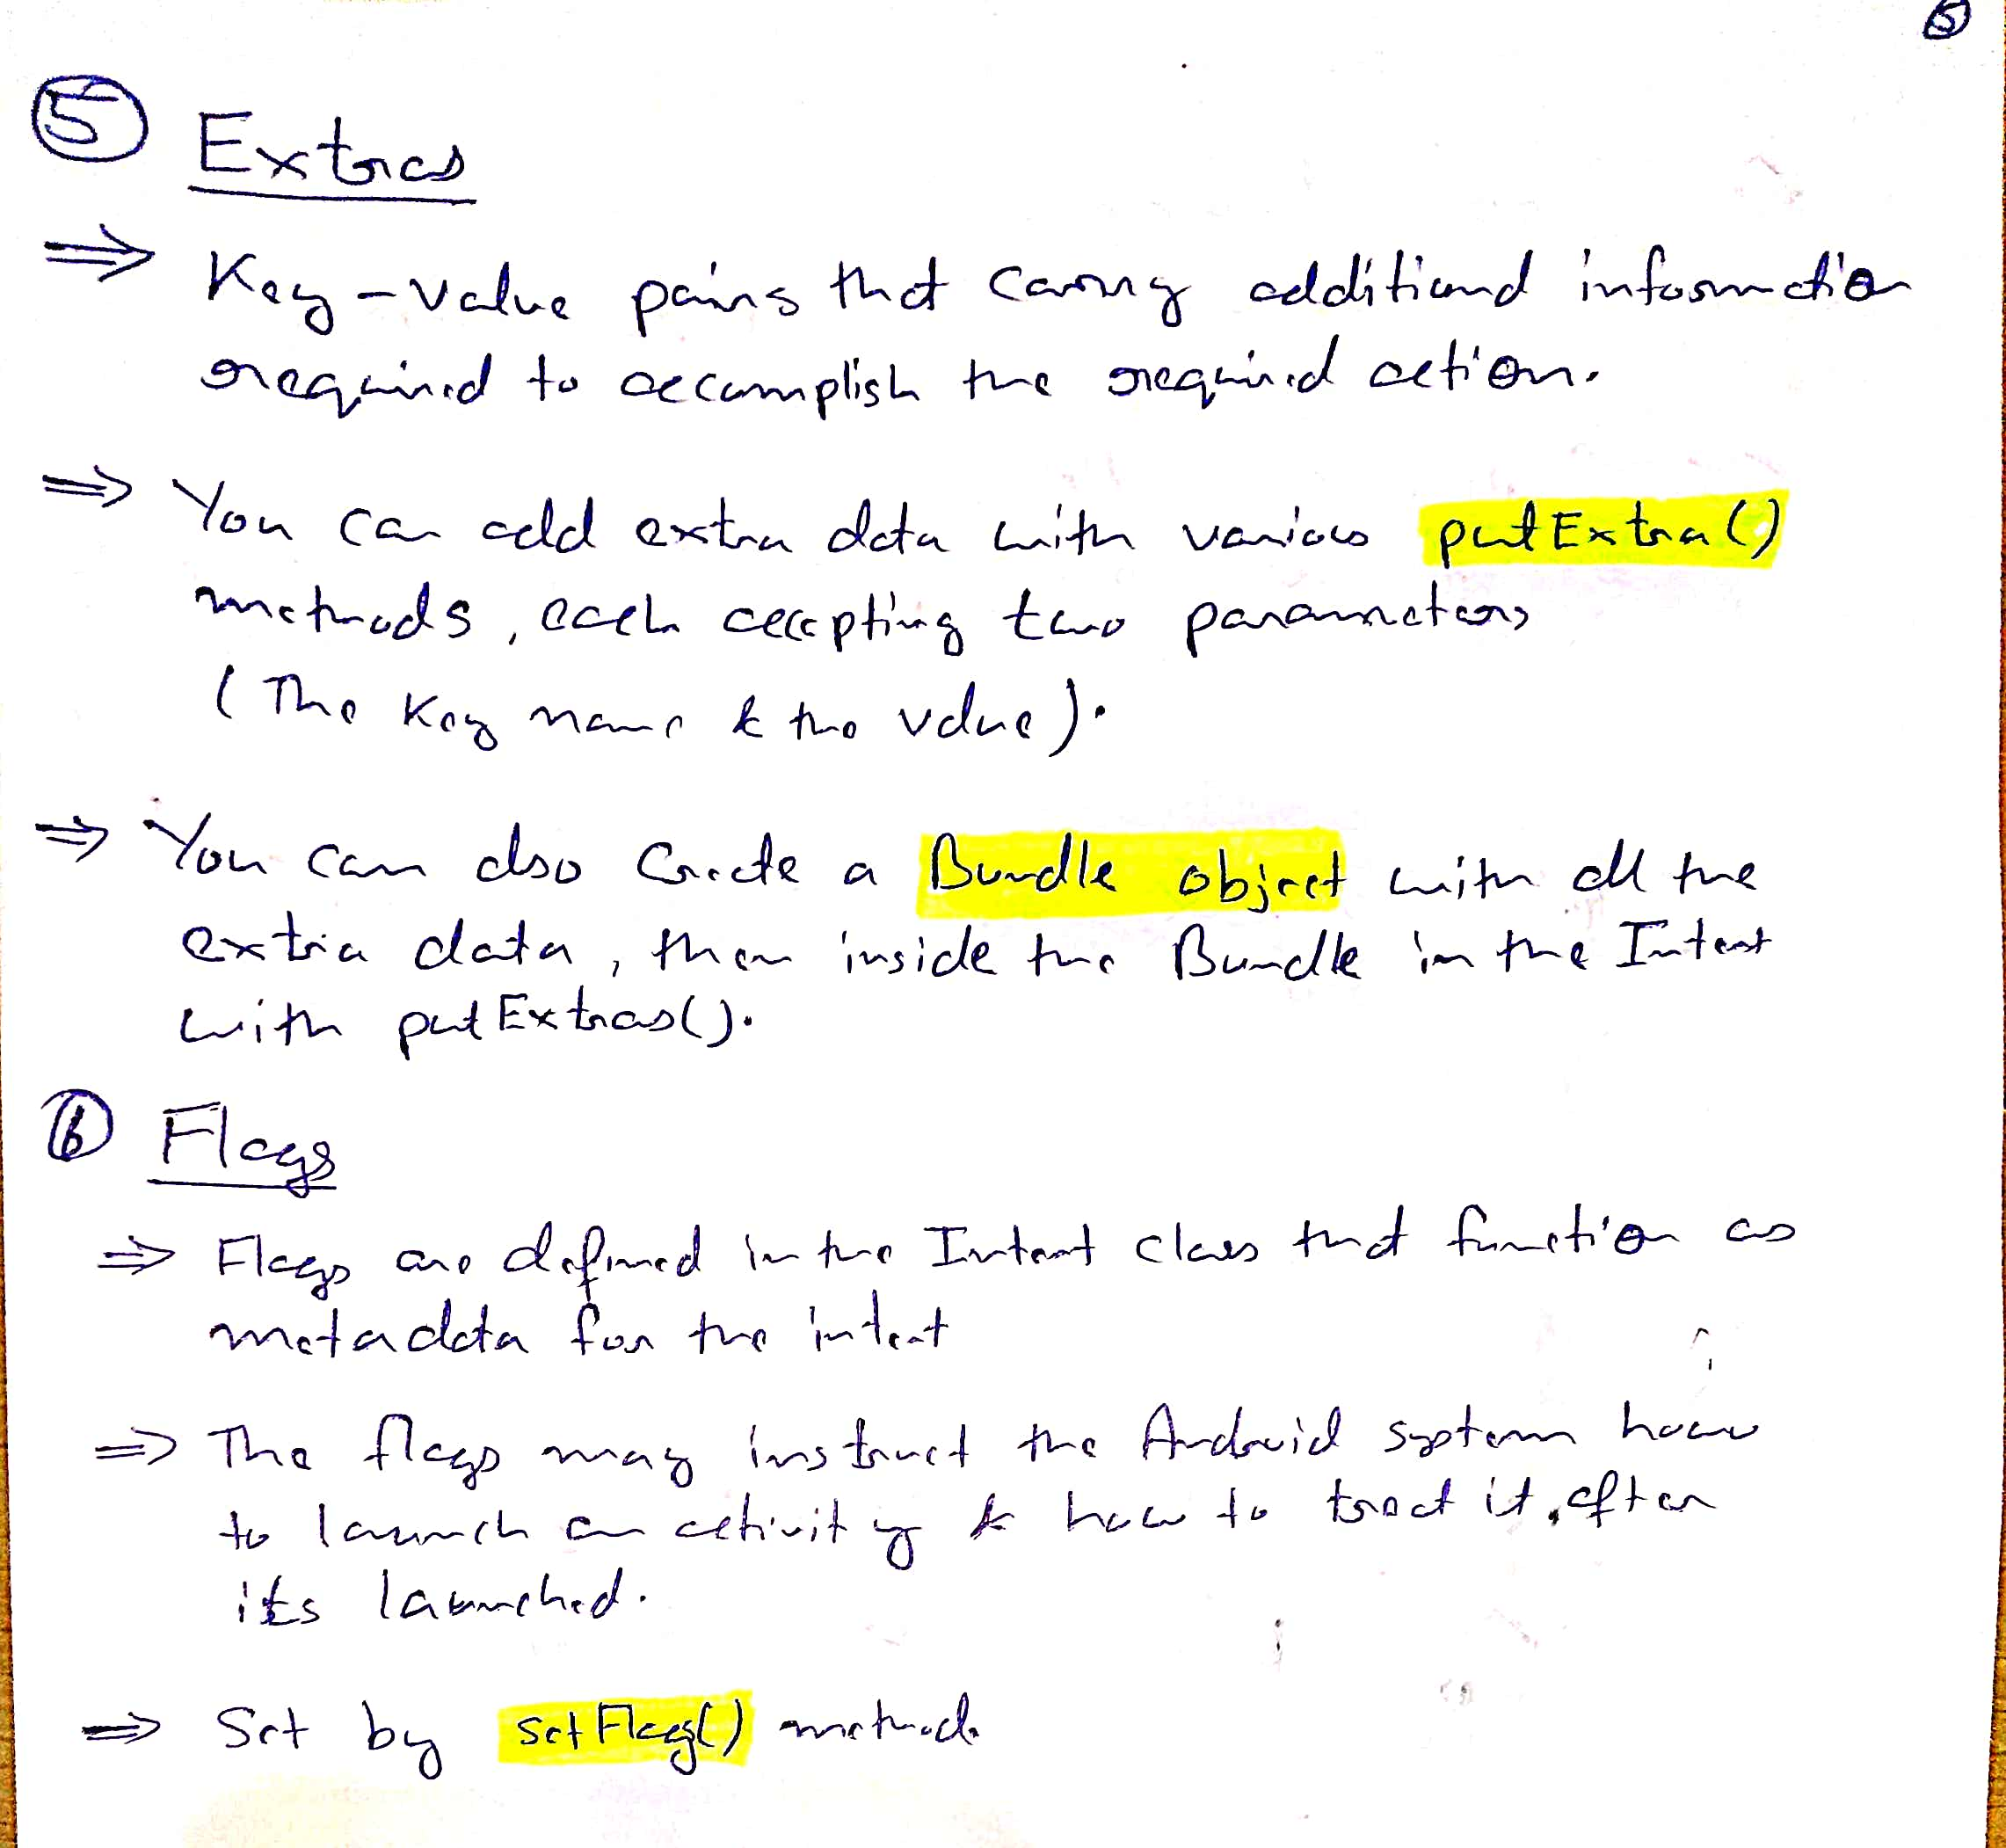 5
5 Extras
⇒ Key-value pairs that carry additional information
required to accomplish the required action.
⇒ You can add extra data with various putExtra()
methods, each accepting two parameters
(The Key name & the value).
⇒ You can also Create a Bundle object with all the
extra data, then inside the Bundle in the Intent
with putExtras().
6 Flags
⇒ Flags are defined in the Intent class that function as
metadata for the intent
⇒ The flags may instruct the Android system how
to launch an activity & how to treat it, after
its launched.
⇒ Set by setFlag() method.